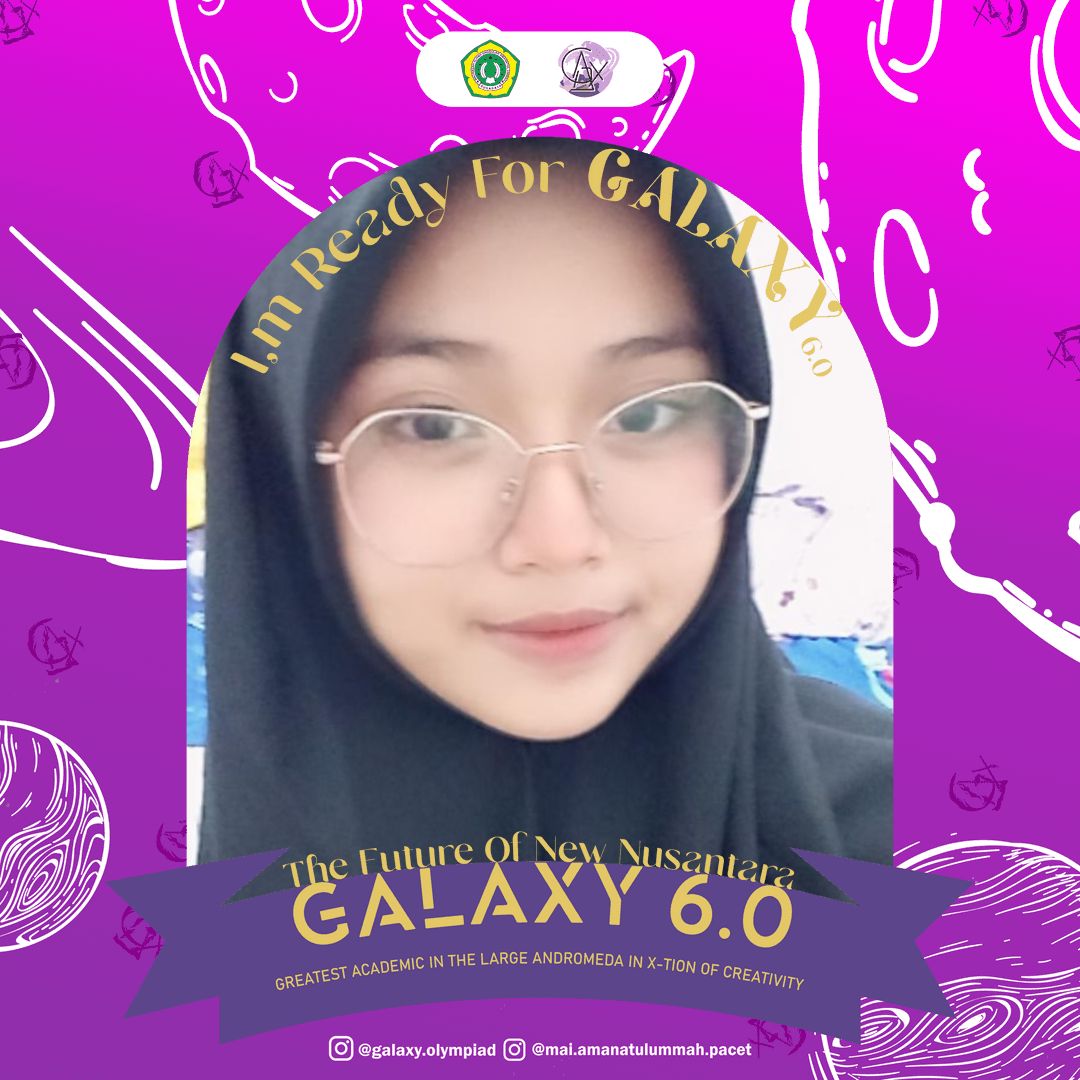 I,m Ready For GALAXY 6.0
The Future Of New Nusantara
GALAXY 6.0
GREATEST ACADEMIC IN THE LARGE ANDROMEDA IN X-TION OF CREATIVITY
@galaxy.olympiad @mai.amanatulummah.pacet